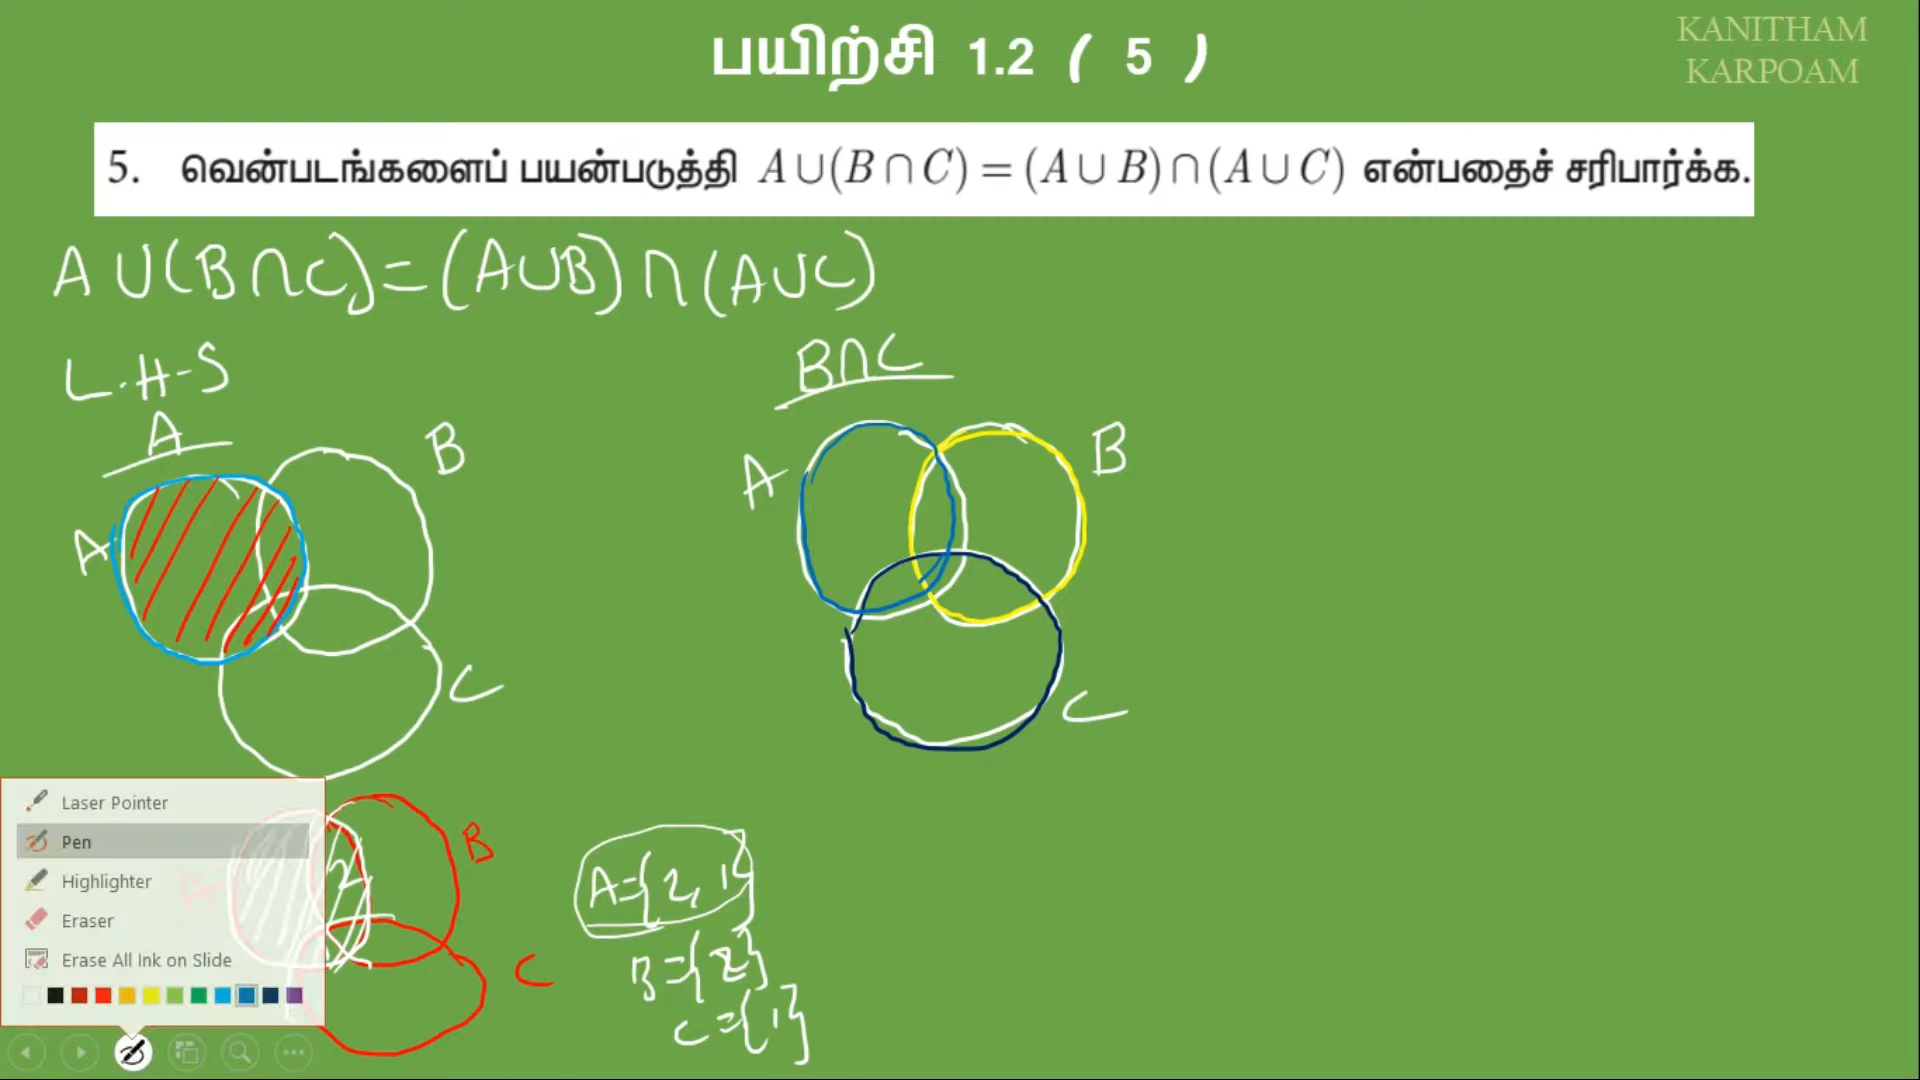 பயிற்சி 1.2 ( 5 )
KANITHAM
KARPOAM
5. வென்படங்களைப் பயன்படுத்தி A∪(B∩C)=(A∪B)∩(A∪C) என்பதைச் சரிபார்க்க.
A∪(B∩C)=(A∪B)∩(A∪C)
L.H-S
A
B
A
C
B∩C
A
B
C
Laser Pointer
Pen
Highlighter
Eraser
Erase All Ink on Slide
B
2
C
A={2, 1}
B={2}
C={1}